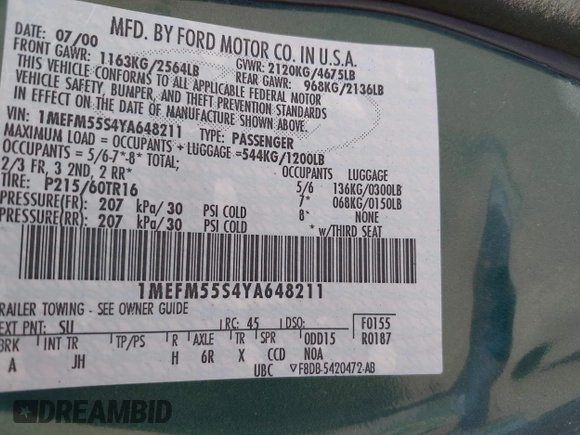 DATE: 07/00 MFD. BY FORD MOTOR CO. IN U.S.A.
FRONT GAWR: 1163KG/2564LB GVWR: 2120KG/4675LB
REAR GAWR: 968KG/2136LB
THIS VEHICLE CONFORMS TO ALL APPLICABLE FEDERAL MOTOR
VEHICLE SAFETY, BUMPER, AND THEFT PREVENTION STANDARDS
IN EFFECT ON THE DATE OF MANUFACTURE SHOWN ABOVE.
VIN: 1MEFM55S4YA648211 TYPE: PASSENGER
MAXIMUM LOAD = OCCUPANTS + LUGGAGE =544KG/1200LB
OCCUPANTS = 5/6-7*-8* OCCUPANTS LUGGAGE
2/3 FR, 3 2ND, 2 RR* 5/6 136KG/0300LB
TIRE: P215/60TR16 7* 068KG/0150LB
PRESSURE(FR): 207 kPa/30 PSI COLD 8* NONE
PRESSURE(RR): 207 kPa/30 PSI COLD * w/THIRD SEAT
1MEFM55S4YA648211
RAILER TOWING - SEE OWNER GUIDE
EXT PNT: SU RC: 45 DSO: F0155
BRK INT TR TP/PS R AXLE TR SPR ODD15 R0187
A JH H 6R X CCD NOA
UBC ▽F8DB-5420472-AB
DREAMBID